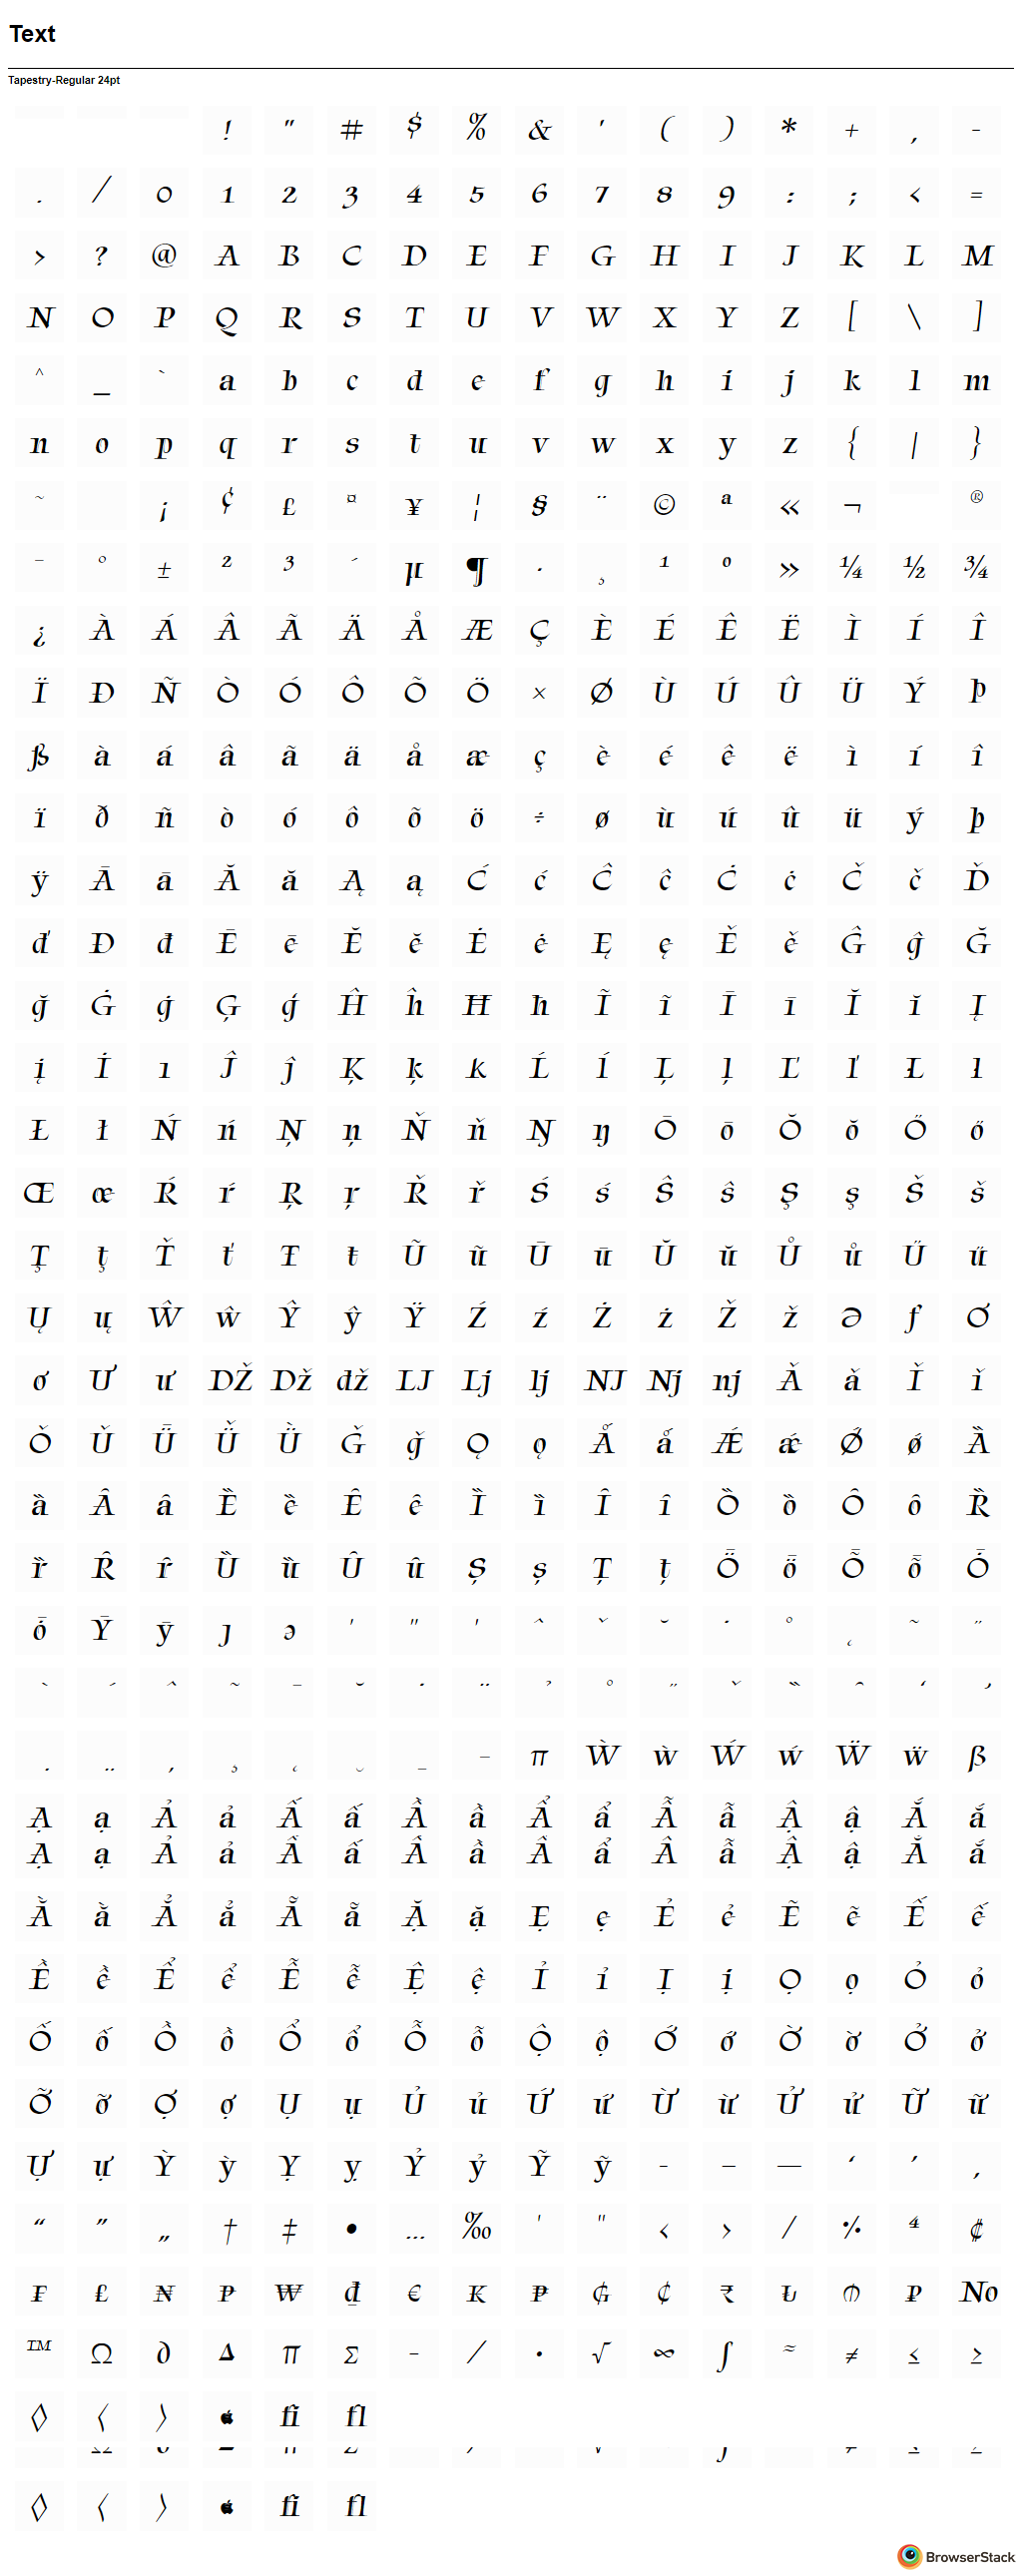 Text
Tapestry-Regular 24pt
! " # $ % & ' ( ) * + , -
. / 0 1 2 3 4 5 6 7 8 9 : ; < =
> ? @ A B C D E F G H I J K L M
N O P Q R S T U V W X Y Z [ \ ]
^ _ ` a b c d e f g h i j k l m
n o p q r s t u v w x y z { | }
~ ¡ ¢ £ ¤ ¥ ¦ § ¨ © ª « ¬ ®
¯ ° ± ² ³ ´ µ ¶ · ¸ ¹ º » ¼ ½ ¾
¿ À Á Â Ã Ä Å Æ Ç È É Ê Ë Ì Í Î
Ï Ð Ñ Ò Ó Ô Õ Ö × Ø Ù Ú Û Ü Ý Þ
ß à á â ã ä å æ ç è é ê ë ì í î
ï ð ñ ò ó ô õ ö ÷ ø ù ú û ü ý þ
ÿ Ā ā Ă ă Ą ą Ć ć Ĉ ĉ Ċ ċ Č č Ď
ď Đ đ Ē ē Ĕ ĕ Ė ė Ę ę Ě ě Ĝ ĝ Ğ
ğ Ġ ġ Ģ ģ Ĥ ĥ Ħ ħ Ĩ ĩ Ī ī Ĭ ĭ Į
į İ ı Ĵ ĵ Ķ ķ ĸ Ĺ ĺ Ļ ļ Ľ ľ Ŀ ŀ
Ł ł Ń ń Ņ ņ Ň ň Ŋ ŋ Ō ō Ŏ ŏ Ő ő
Œ œ Ŕ ŕ Ŗ ŗ Ř ř Ś ś Ŝ ŝ Ş ş Š š
Ţ ţ Ť ť Ŧ ŧ Ũ ũ Ū ū Ŭ ŭ Ů ů Ű ű
Ų ų Ŵ ŵ Ŷ ŷ Ÿ Ź ź Ż ż Ž ž Ə ƒ Ơ
ơ Ư ư DŽ Dž dž LJ Lj lj NJ Nj nj Ǎ ǎ Ǐ ǐ
Ǒ Ǔ Ǖ Ǚ Ǜ Ǧ ǧ Ǫ ǫ Ǻ ǻ Ǽ ǽ Ǿ ǿ Ȁ
ȁ Ȃ ȃ Ȅ ȅ Ȇ ȇ Ȉ ȉ Ȋ ȋ Ȍ ȍ Ȏ ȏ Ȑ
ȑ Ȓ ȓ Ȕ ȕ Ȗ ȗ Ș ș Ț ț Ȫ ȫ Ȭ ȭ Ȱ
ȱ Ȳ ȳ ȷ ə ʹ ʺ ʼ ˆ ˇ ˘ ˙ ˚ ˛ ˜ ˝
π Ẁ ẁ Ẃ ẃ Ẅ ẅ ẞ
Ạ ạ Ả ả Ấ ấ Ầ ầ Ẩ ẩ Ẫ ẫ Ậ ậ Ắ ắ
Ằ ằ Ẳ ẳ Ẵ ẵ Ặ ặ Ẹ ẹ Ẻ ẻ Ẽ ẽ Ế ế
Ề ề Ể ể Ễ ễ Ệ ệ Ỉ ỉ Ị ị Ọ ọ Ỏ ỏ
Ố ố Ồ ồ Ổ ổ Ỗ ỗ Ộ ộ Ớ ớ Ờ ờ Ở ở
Ỡ ỡ Ợ ợ Ụ ụ Ủ ủ Ứ ứ Ừ ừ Ử ử Ữ ữ
Ự ự Ỳ ỳ Ỵ ỵ Ỷ ỷ Ỹ ỹ - – — ‘ ’ ‚
“ ” „ † ‡ • … ‰ ′ ″ ‹ › ⁄ ⁒ ⁴ ₡
₣ ₤ ₦ ₧ ₩ ₫ € ₭ ₱ ₲ ₵ ₹ ₺ ₼ ₽ №
™ Ω ∂ ∆ ∏ ∑ − ∕ ∙ √ ∞ ∫ ≈ ≠ ≤ ≥
◊ 〈 〉  fi fl
◊ 〈 〉  fi fl
BrowserStack